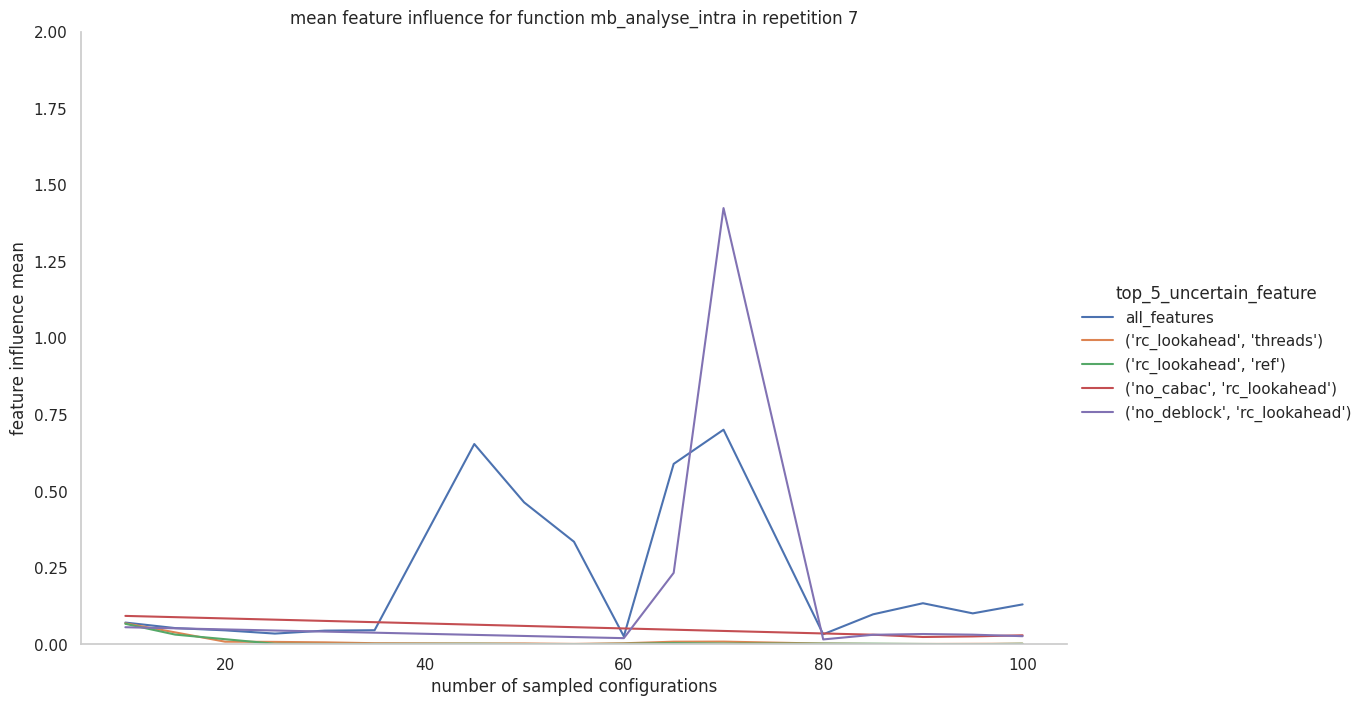 mean feature influence for function mb_analyse_intra in repetition 7
2.00
1.75
1.50
1.25
1.00
0.75
0.50
0.25
0.00
feature influence mean
20 40 60 80 100
number of sampled configurations
top_5_uncertain_feature
all_features
('rc_lookahead', 'threads')
('rc_lookahead', 'ref')
('no_cabac', 'rc_lookahead')
('no_deblock', 'rc_lookahead')